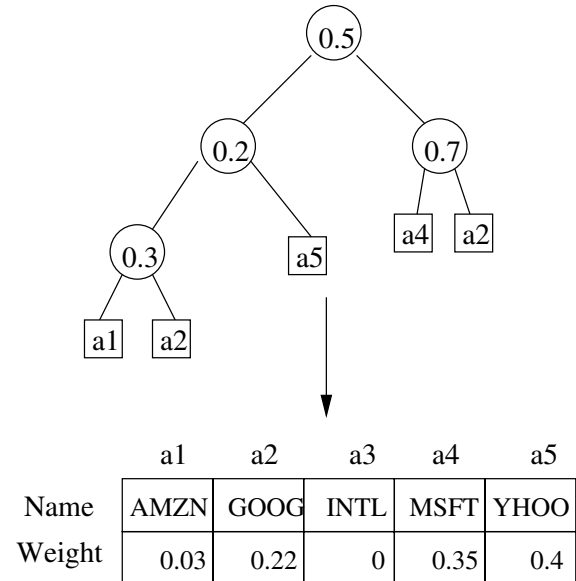 0.5
0.2 0.7
0.3 a5 a4 a2
a1 a2
a1 a2 a3 a4 a5
Name AMZN GOOG INTL MSFT YHOO
Weight 0.03 0.22 0 0.35 0.4